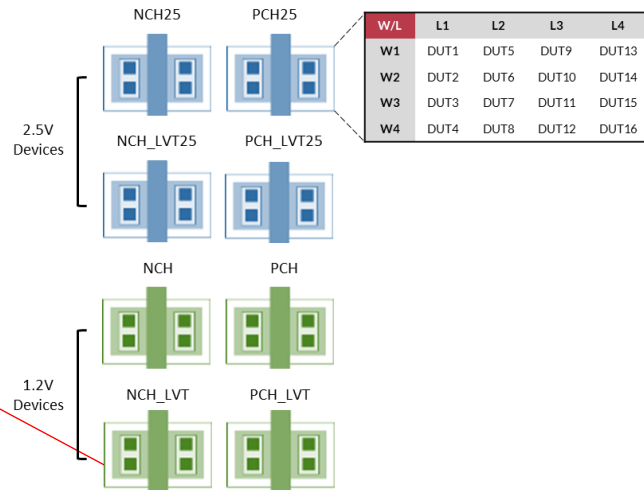 NCH25 PCH25
W/L L1 L2 L3 L4
W1 DUT1 DUT5 DUT9 DUT13
W2 DUT2 DUT6 DUT10 DUT14
W3 DUT3 DUT7 DUT11 DUT15
W4 DUT4 DUT8 DUT12 DUT16
2.5V
Devices
NCH_LVT25 PCH_LVT25
NCH PCH
1.2V
Devices
NCH_LVT PCH_LVT